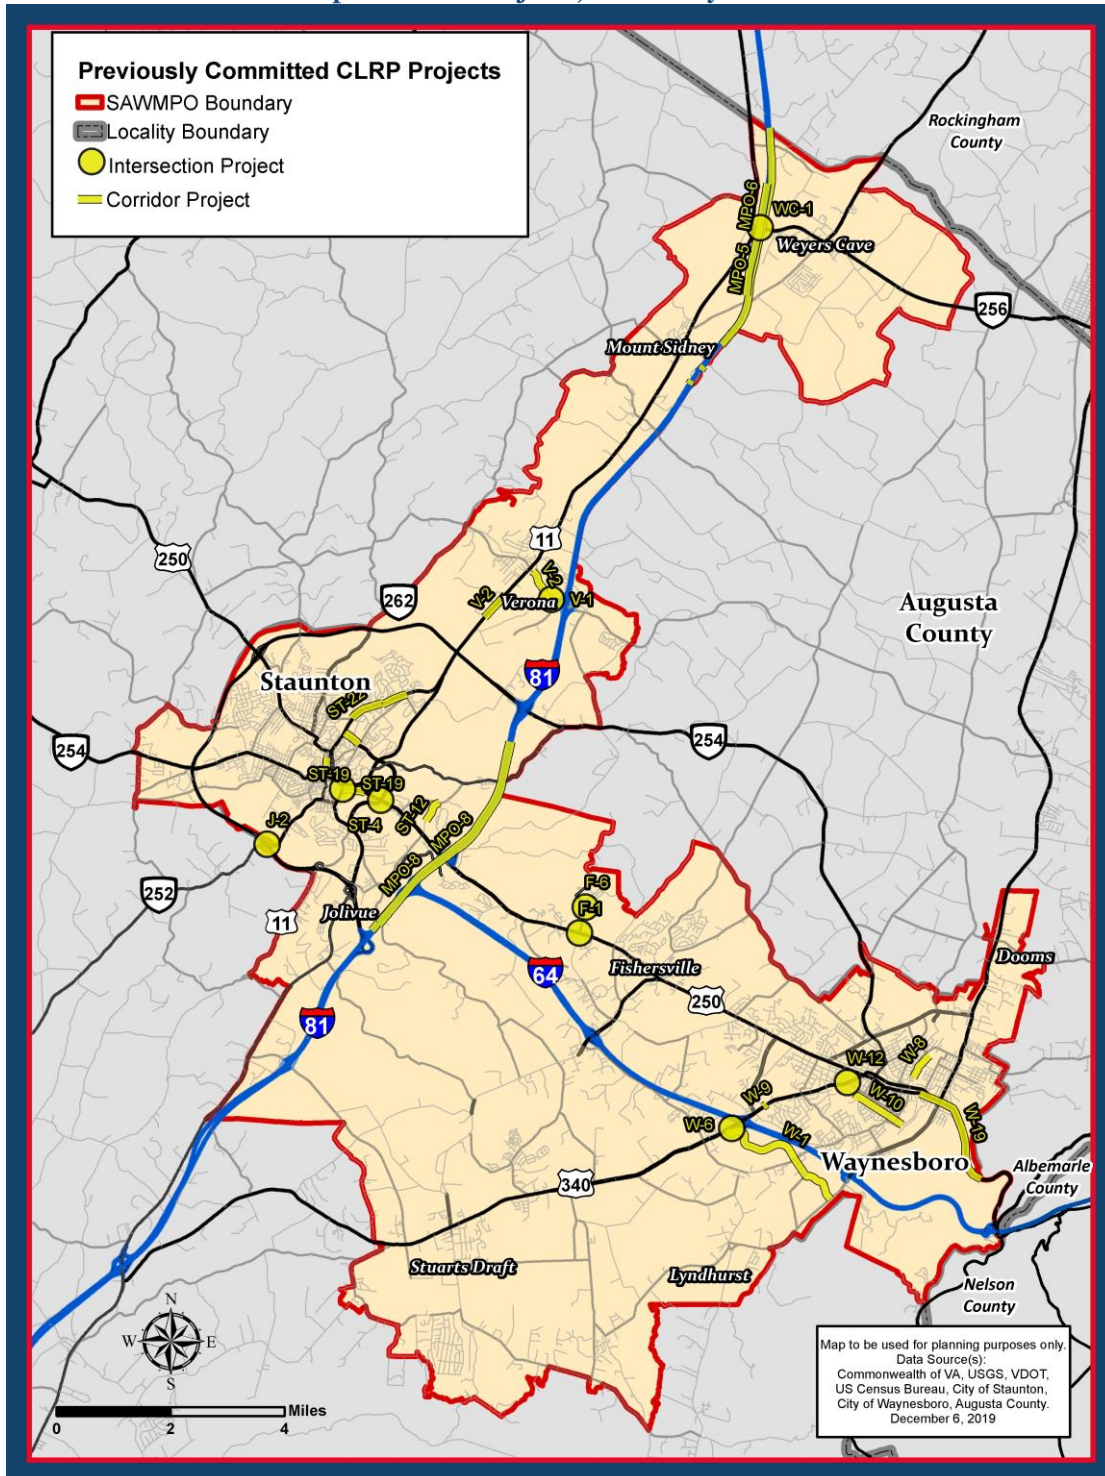 Previously Committed CLRP Projects
SAWMPO Boundary
Locality Boundary
Intersection Project
Corridor Project
Rockingham
County
MPO-6
WC-1
Weyers Cave
MPO-5
256
Mount Sidney
11
250
262
V-2
V-2
Verona
V-1
Augusta
County
81
Staunton
ST-22
254
254
ST-19
ST-19
ST-12
J-2
ST-4
MPO-8
MPO-8
252
F-6
F-1
11
Jolivue
Fishersville
64
Dooms
250
81
W-12
W-8
W-9
W-10
W-6
W-1
W-19
Waynesboro
Albemarle
County
340
Stuarts Draft
Lyndhurst
Nelson
County
N
W E
S
Miles
0 2 4
Map to be used for planning purposes only.
Data Source(s):
Commonwealth of VA, USGS, VDOT,
US Census Bureau, City of Staunton,
City of Waynesboro, Augusta County.
December 6, 2019